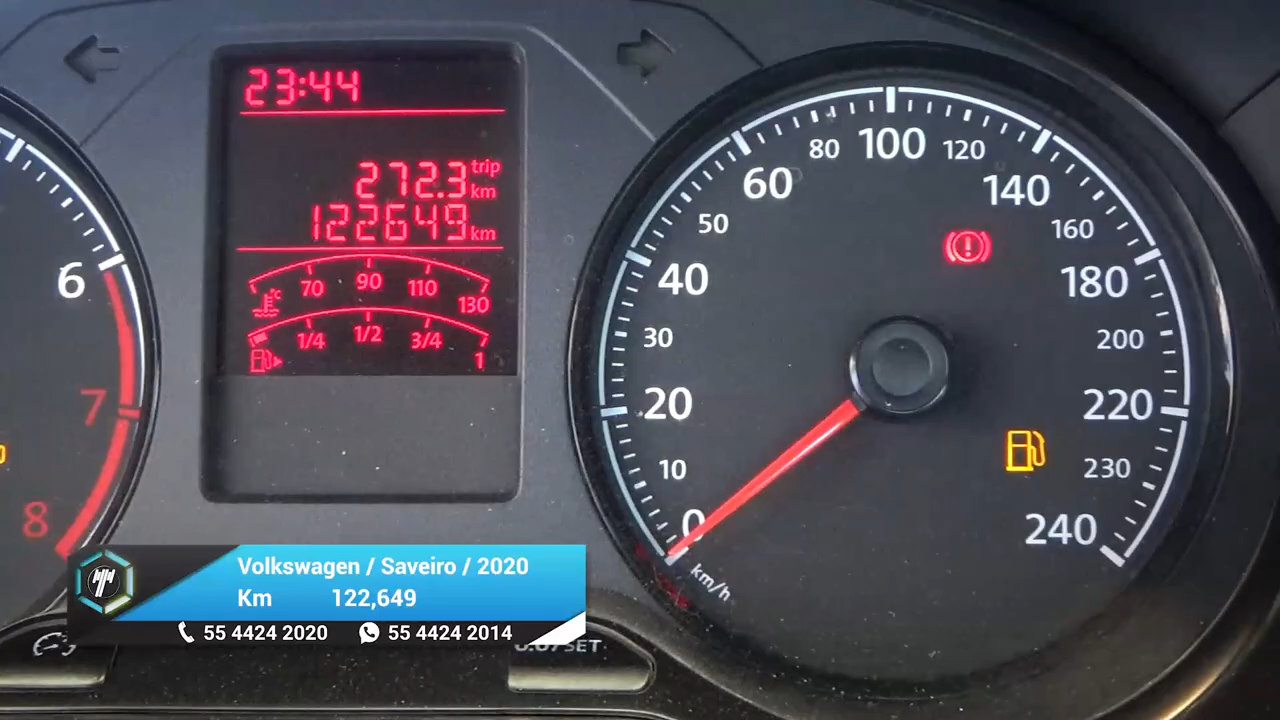 23:44
272.3 trip km
122649 km
°C 70 90 110 130
1/4 1/2 3/4 1
6
7
8
0 10 20 30 40 50 60 80 100 120 140 160 180 200 220 230 240
km/h
Volkswagen / Saveiro / 2020
Km 122,649
55 4424 2020 55 4424 2014
0.0/SET